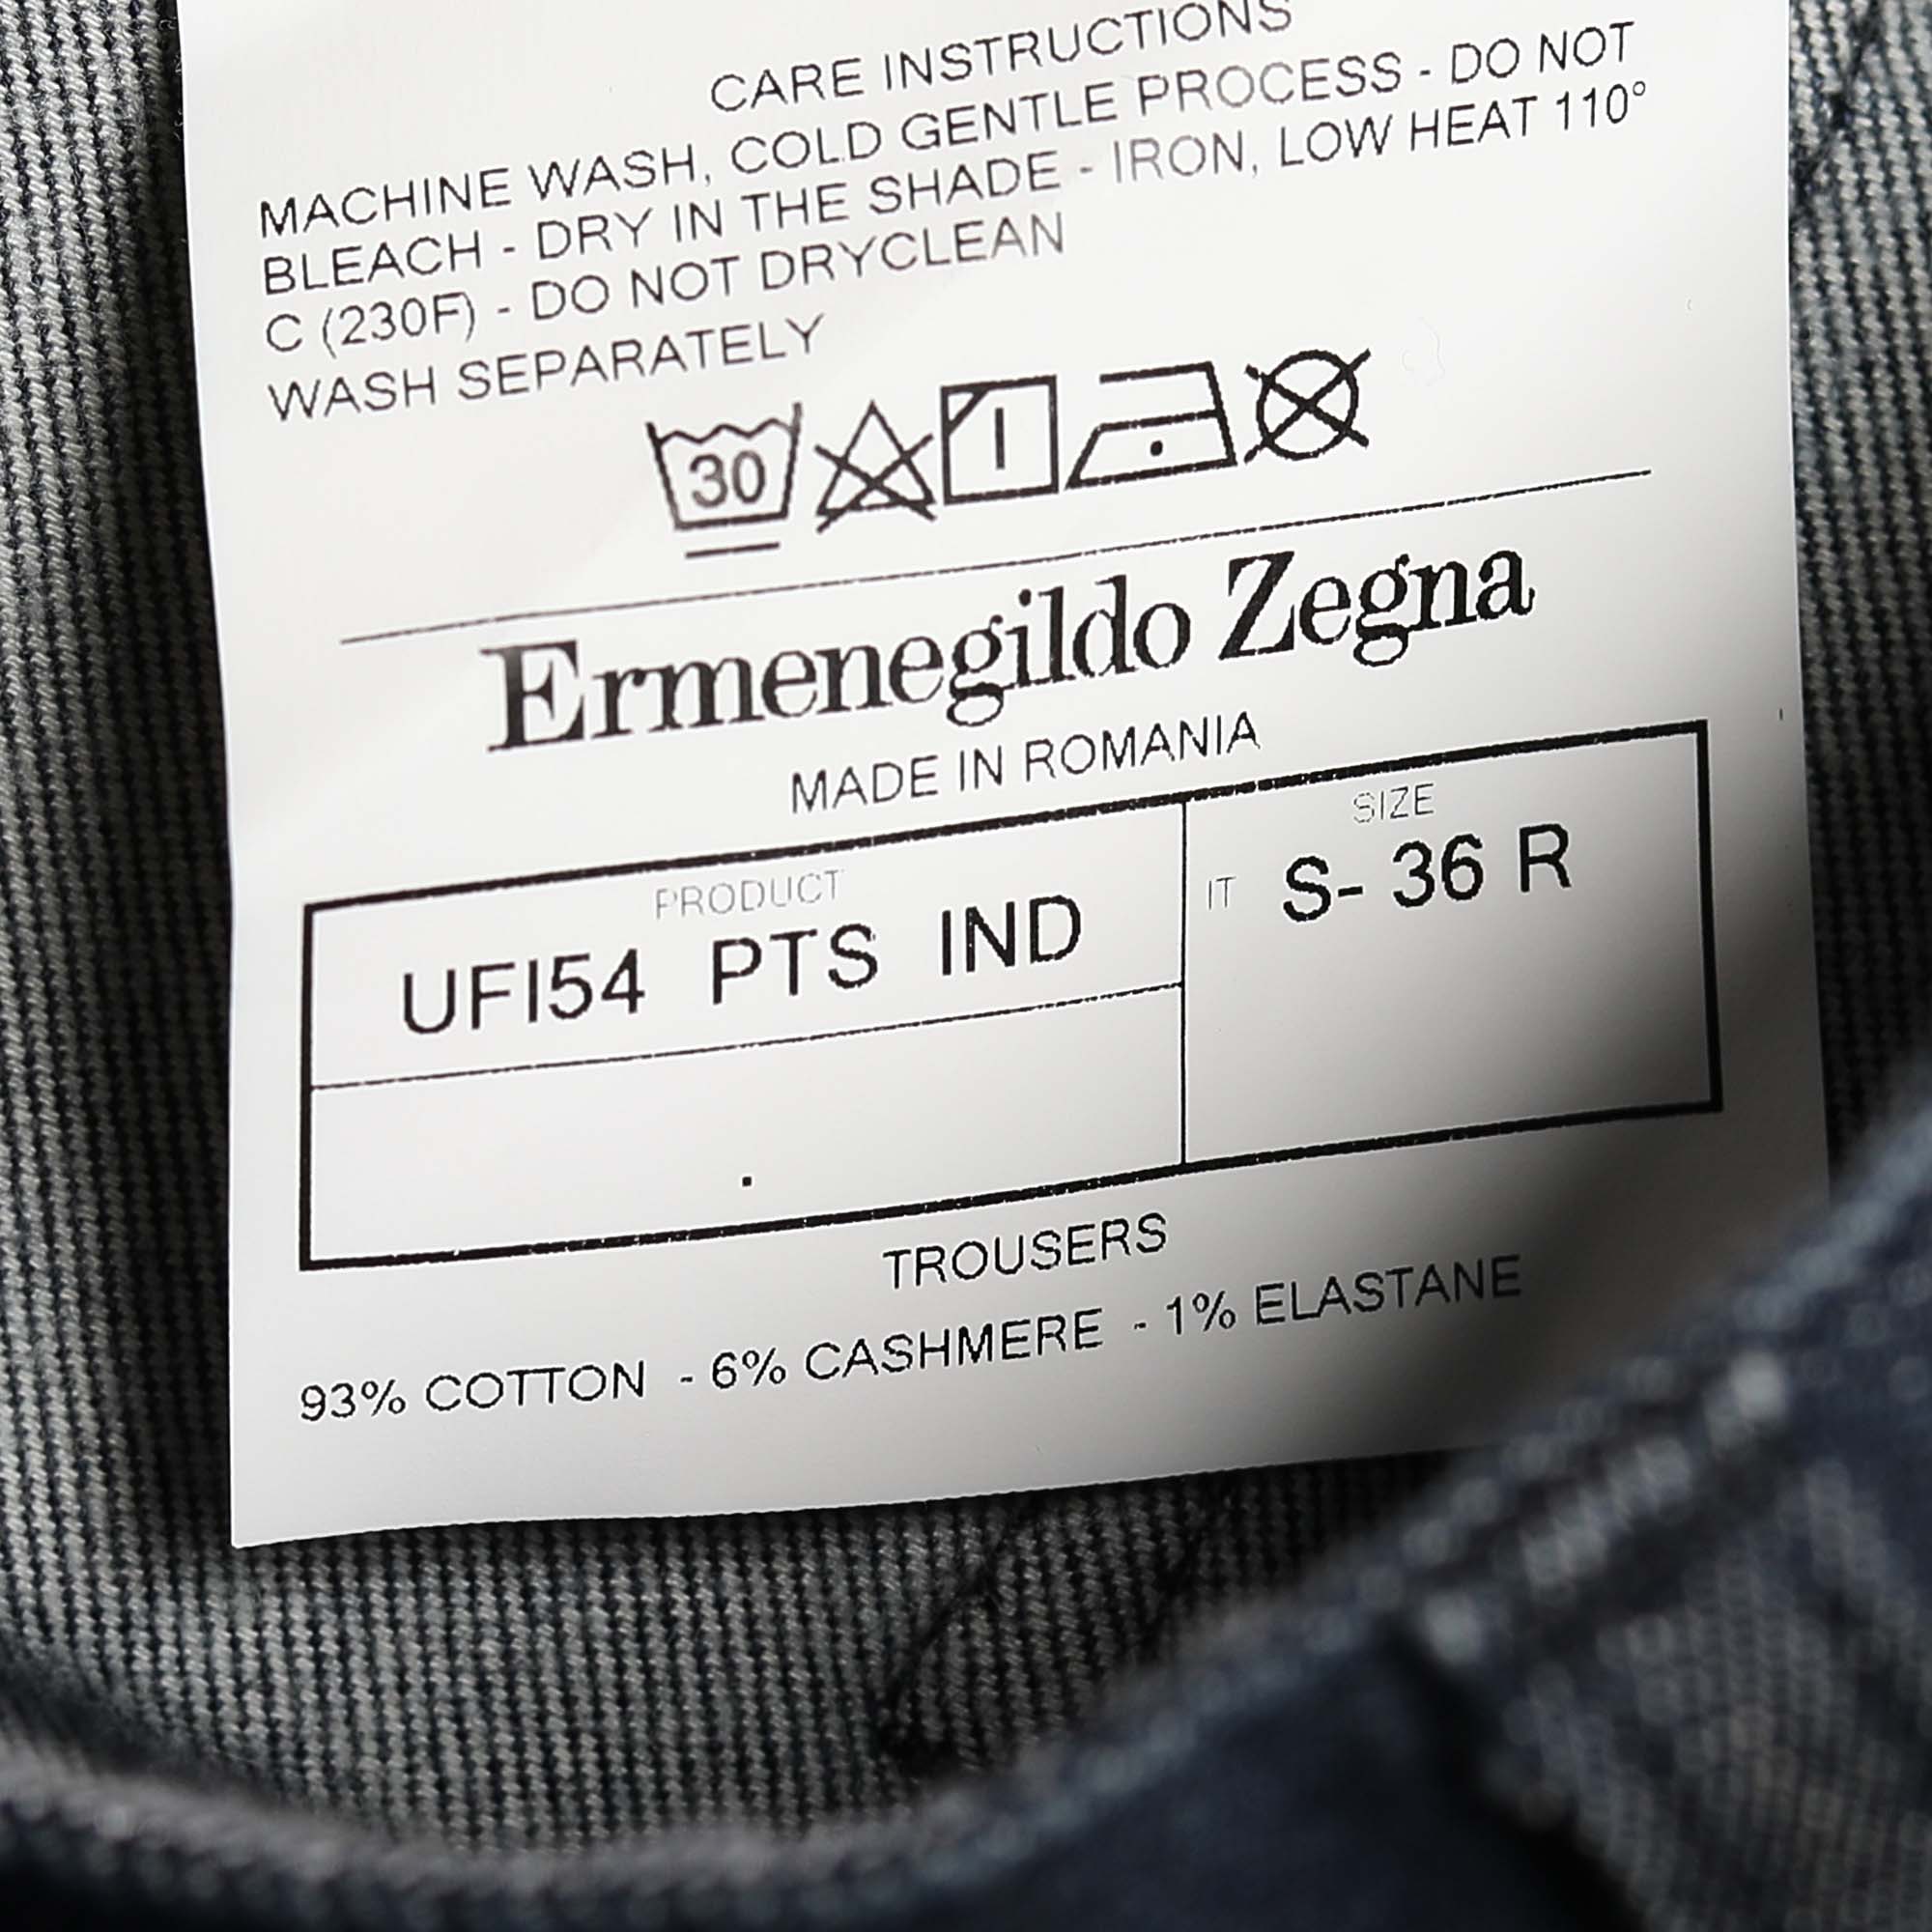 CARE INSTRUCTIONS
MACHINE WASH, COLD GENTLE PROCESS - DO NOT
BLEACH - DRY IN THE SHADE - IRON, LOW HEAT 110°
C (230F) - DO NOT DRYCLEAN
WASH SEPARATELY
30
Ermenegildo Zegna
MADE IN ROMANIA
PRODUCT
UFI54 PTS IND
SIZE
IT S- 36 R
.
TROUSERS
93% COTTON - 6% CASHMERE - 1% ELASTANE